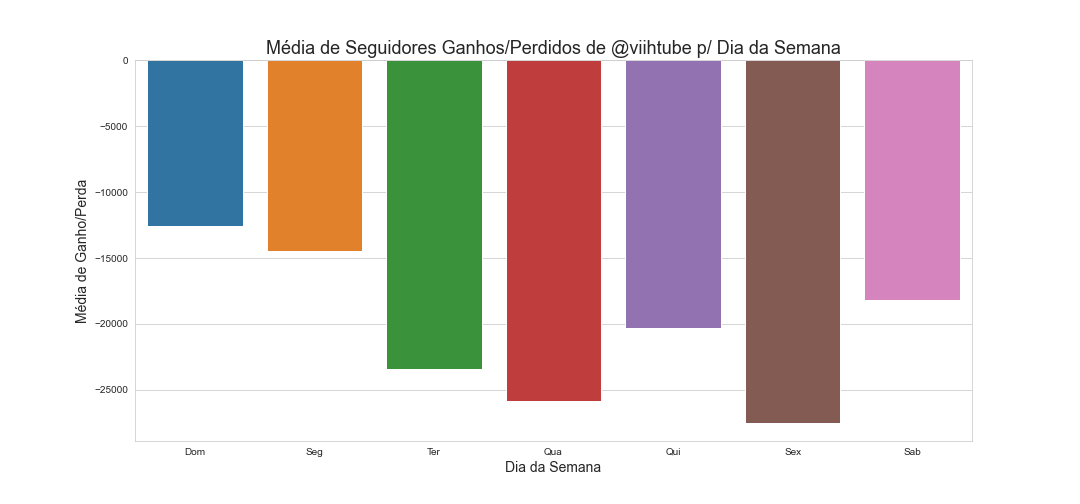 Média de Seguidores Ganhos/Perdidos de @viihtube p/ Dia da Semana
Média de Ganho/Perda
0
−5000
−10000
−15000
−20000
−25000
Dom Seg Ter Qua Qui Sex Sab
Dia da Semana